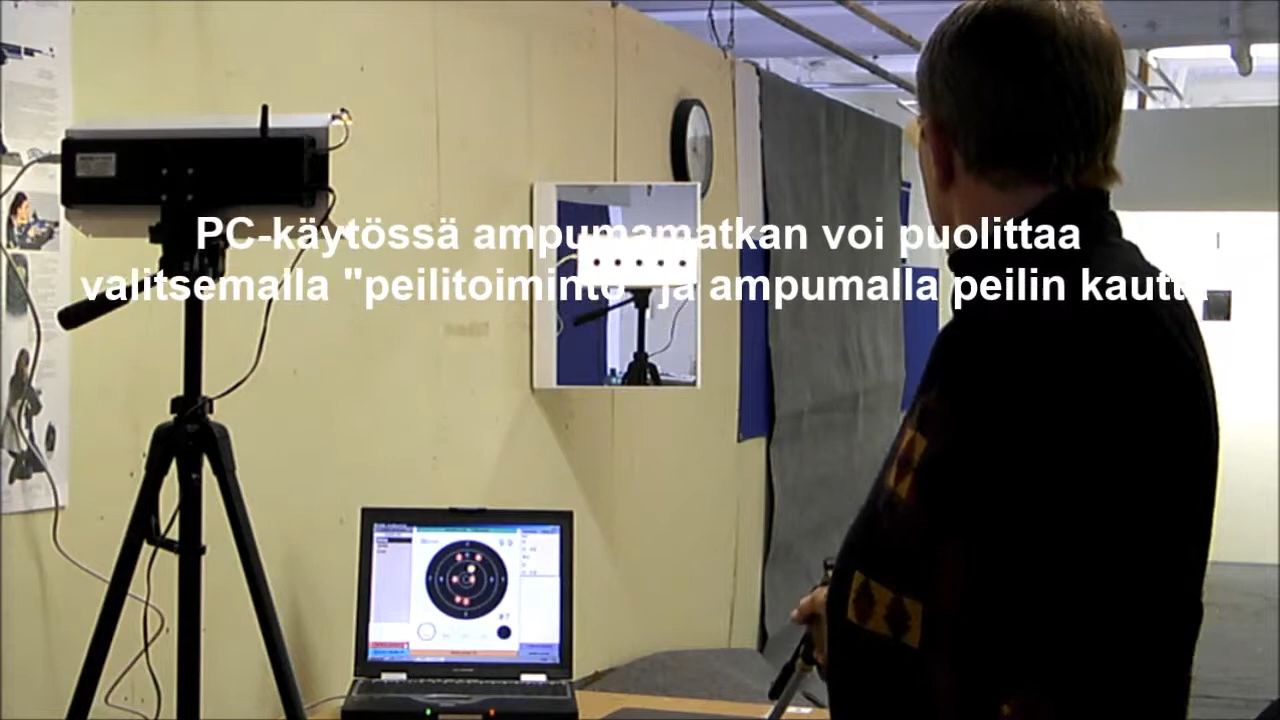 PC-käytössä ampumamatkan voi puolittaa
valitsemalla "peilitoiminto" ja ampumalla peilin kautta